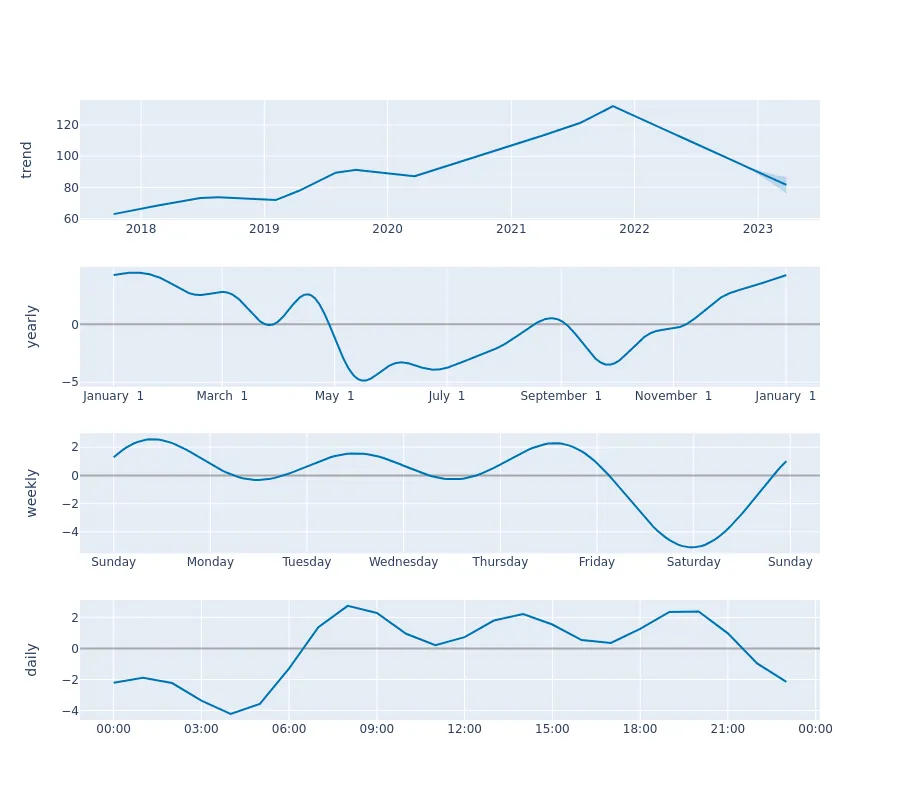 trend
120
100
80
60
2018 2019 2020 2021 2022 2023
yearly
0
−5
January 1 March 1 May 1 July 1 September 1 November 1 January 1
weekly
2
0
−2
−4
Sunday Monday Tuesday Wednesday Thursday Friday Saturday Sunday
daily
2
0
−2
−4
00:00 03:00 06:00 09:00 12:00 15:00 18:00 21:00 00:00